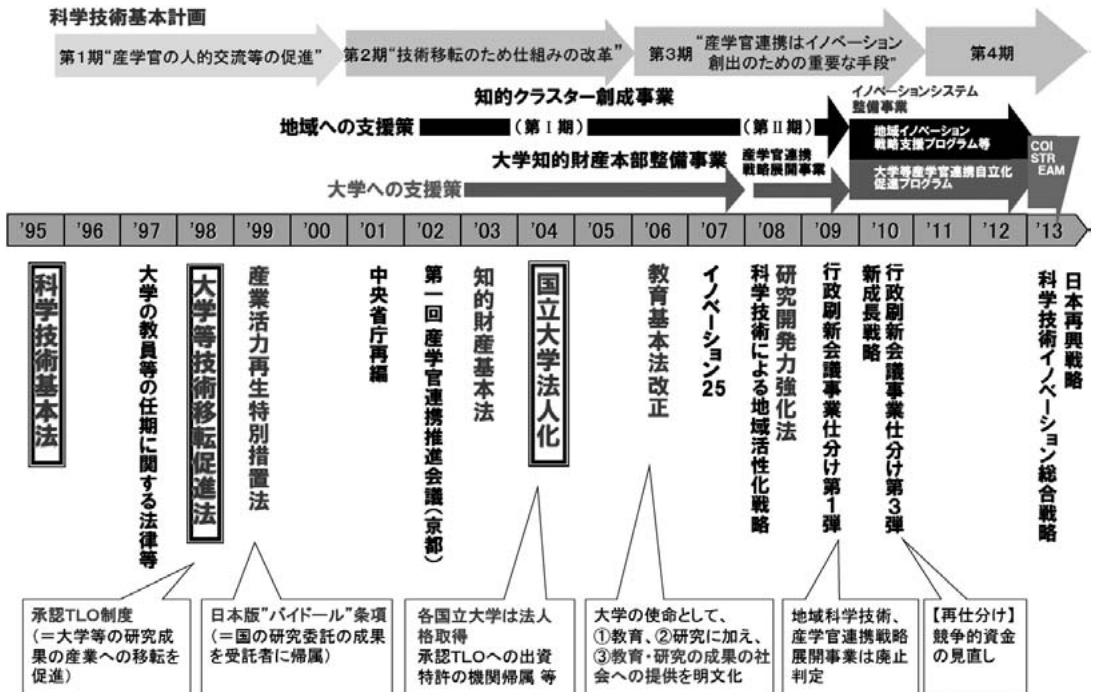 科学技術基本計画
第1期“産学官の人的交流等の促進”
第2期“技術移転のため仕組みの改革”
第3期 “産学官連携はイノベーション
創出のための重要な手段”
第4期
知的クラスター創成事業
地域への支援策
(第Ⅰ期)
(第Ⅱ期)
イノベーションシステム
整備事業
地域イノベーション
戦略支援プログラム等
大学知的財産本部整備事業
産学官連携
戦略展開事業
大学への支援策
大学等産学官連携自立化
促進プログラム
COI
STR
EAM
'95 '96 '97 '98 '99 '00 '01 '02 '03 '04 '05 '06 '07 '08 '09 '10 '11 '12 '13
科学技術基本法
大学の教員等の任期に関する法律等
大学等技術移転促進法
産業活力再生特別措置法
中央省庁再編
第一回産学官連携推進会議(京都)
知的財産基本法
国立大学法人化
教育基本法改正
イノベーション25
科学技術による地域活性化戦略
研究開発力強化法
行政刷新会議事業仕分け第1弾
新成長戦略
行政刷新会議事業仕分け第3弾
科学技術イノベーション総合戦略
日本再興戦略
承認TLO制度
(=大学等の研究成
果の産業への移転を
促進)
日本版”バイドール”条項
(=国の研究委託の成果
を受託者に帰属)
各国立大学は法人
格取得
承認TLOへの出資
特許の機関帰属 等
大学の使命として、
①教育、②研究に加え、
③教育・研究の成果の社
会への提供を明文化
地域科学技術、
産学官連携戦略
展開事業は廃止
判定
【再仕分け】
競争的資金
の見直し